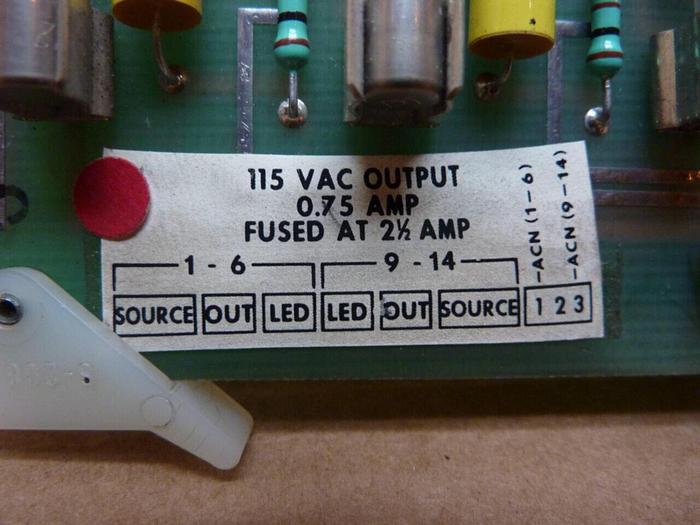 115 VAC OUTPUT
0.75 AMP
FUSED AT 2½ AMP
1 - 6 9 - 14
SOURCE OUT LED LED OUT SOURCE 1 2 3
-ACN (1-6)
-ACN (9-14)